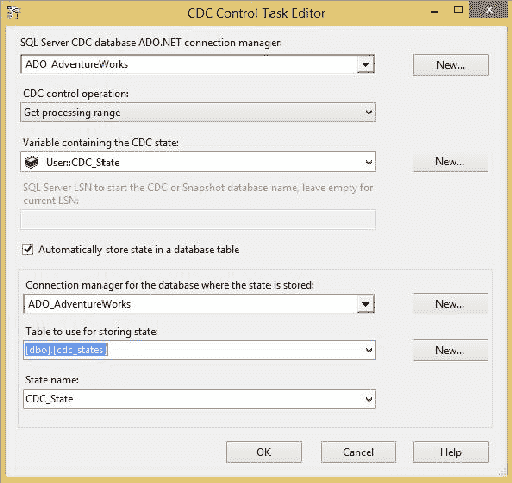 CDC Control Task Editor
SQL Server CDC database ADO.NET connection manager:
ADO_AdventureWorks
New...
CDC control operation:
Get processing range
Variable containing the CDC state:
User::CDC_State
New...
SQL Server LSN to start the CDC or Snapshot database name, leave empty for
current LSN:
Automatically store state in a database table
Connection manager for the database where the state is stored:
ADO_AdventureWorks
New...
Table to use for storing state:
[dbo].[cdc_states]
New...
State name:
CDC_State
OK
Cancel
Help